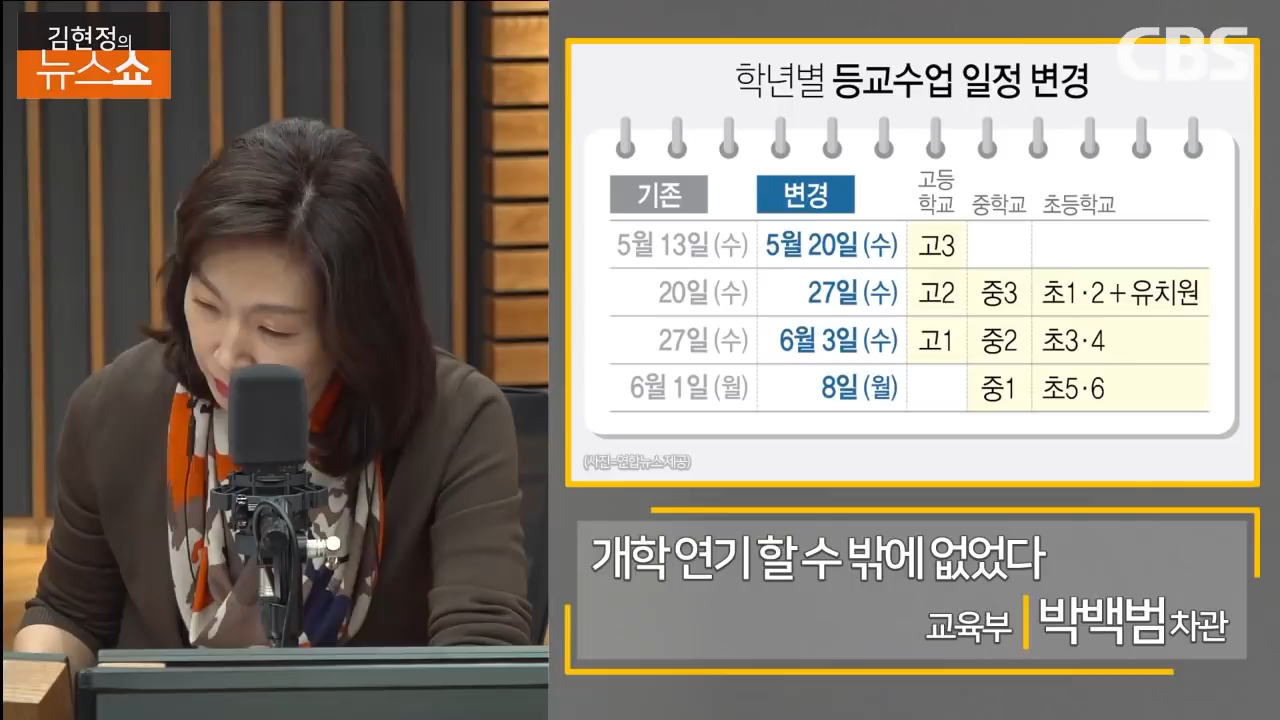 김현정의
뉴스쇼
CBS
학년별 등교수업 일정 변경
기존 변경 고등학교 중학교 초등학교
5월 13일(수) 5월 20일(수) 고3
20일(수) 27일(수) 고2 중3 초1·2+유치원
27일(수) 6월 3일(수) 고1 중2 초3·4
6월 1일(월) 8일(월) 중1 초5·6
(사진=연합뉴스제공)
개학 연기 할 수 밖에 없었다
교육부 박백범 차관